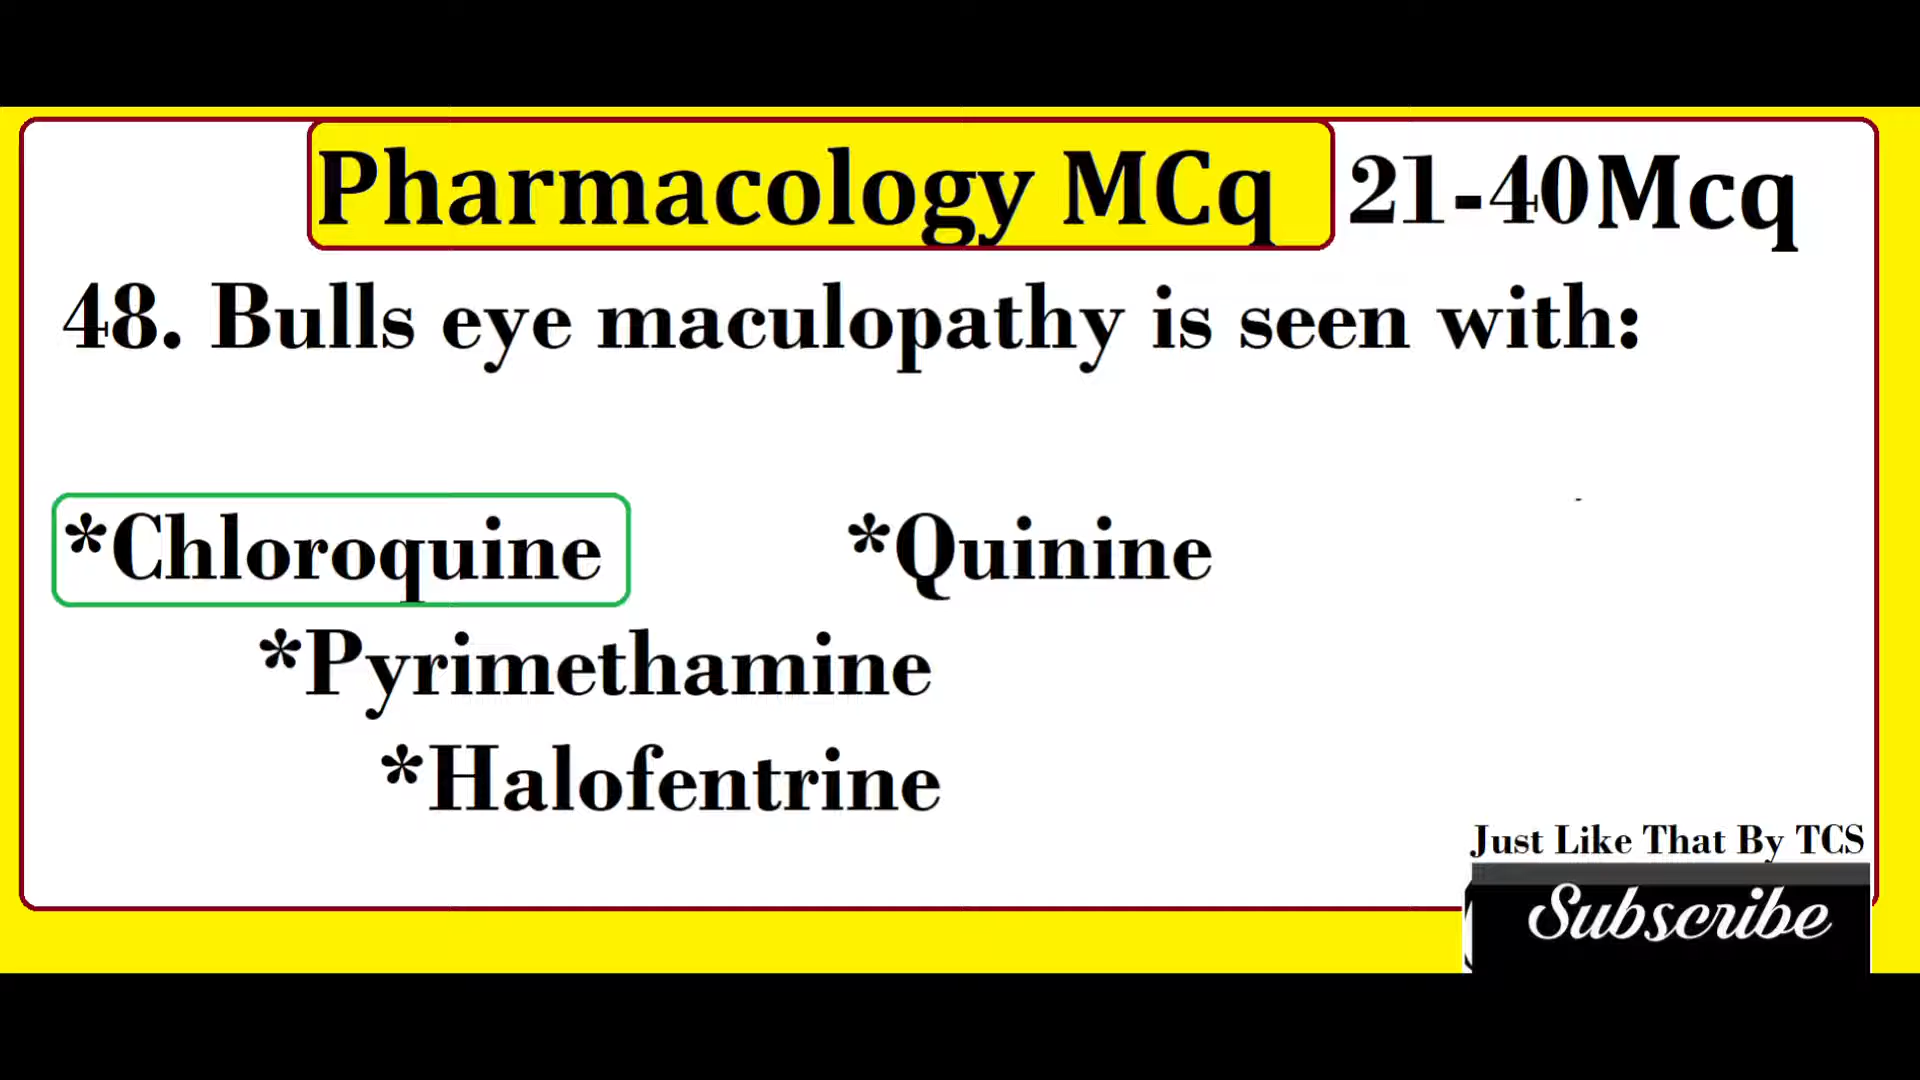 Pharmacology MCq 21-40Mcq
48. Bulls eye maculopathy is seen with:
*Chloroquine *Quinine
*Pyrimethamine
*Halofentrine
Just Like That By TCS
Subscribe